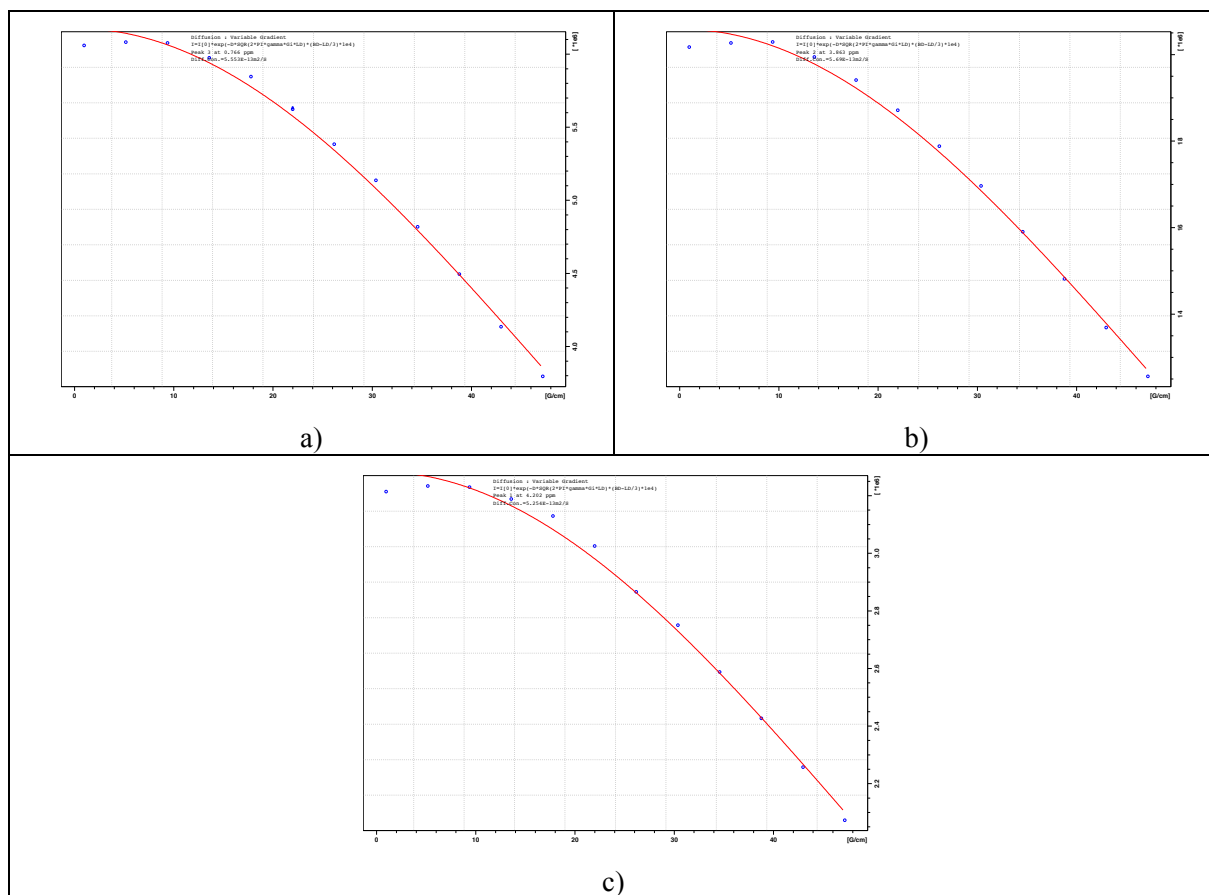 Diffusion : Variable Gradient
I=I[0]*exp(-D*SQR(2*PI*gamma*Gi*LD)*(BD-LD/3)*1e4)
Peak 3 at 0.766 ppm
Diff.Con.=5.553E-13m2/S
[ *1e6]
5.5
5.0
4.5
4.0
0 10 20 30 40 [G/cm]
a)
Diffusion : Variable Gradient
I=I[0]*exp(-D*SQR(2*PI*gamma*Gi*LD)*(BD-LD/3)*1e4)
Peak 2 at 3.863 ppm
Diff.Con.=5.69E-13m2/S
[ *1e6]
18
16
14
0 20 40 [G/cm]
b)
Diffusion : Variable Gradient
I=I[0]*exp(-D*SQR(2*PI*gamma*Gi*LD)*(BD-LD/3)*1e4)
Peak 1 at 4.202 ppm
Diff.Con.=5.254E-13m2/S
[ *1e6]
3.0
2.8
2.6
2.4
2.2
0 10 20 30 40 [G/cm]
c)